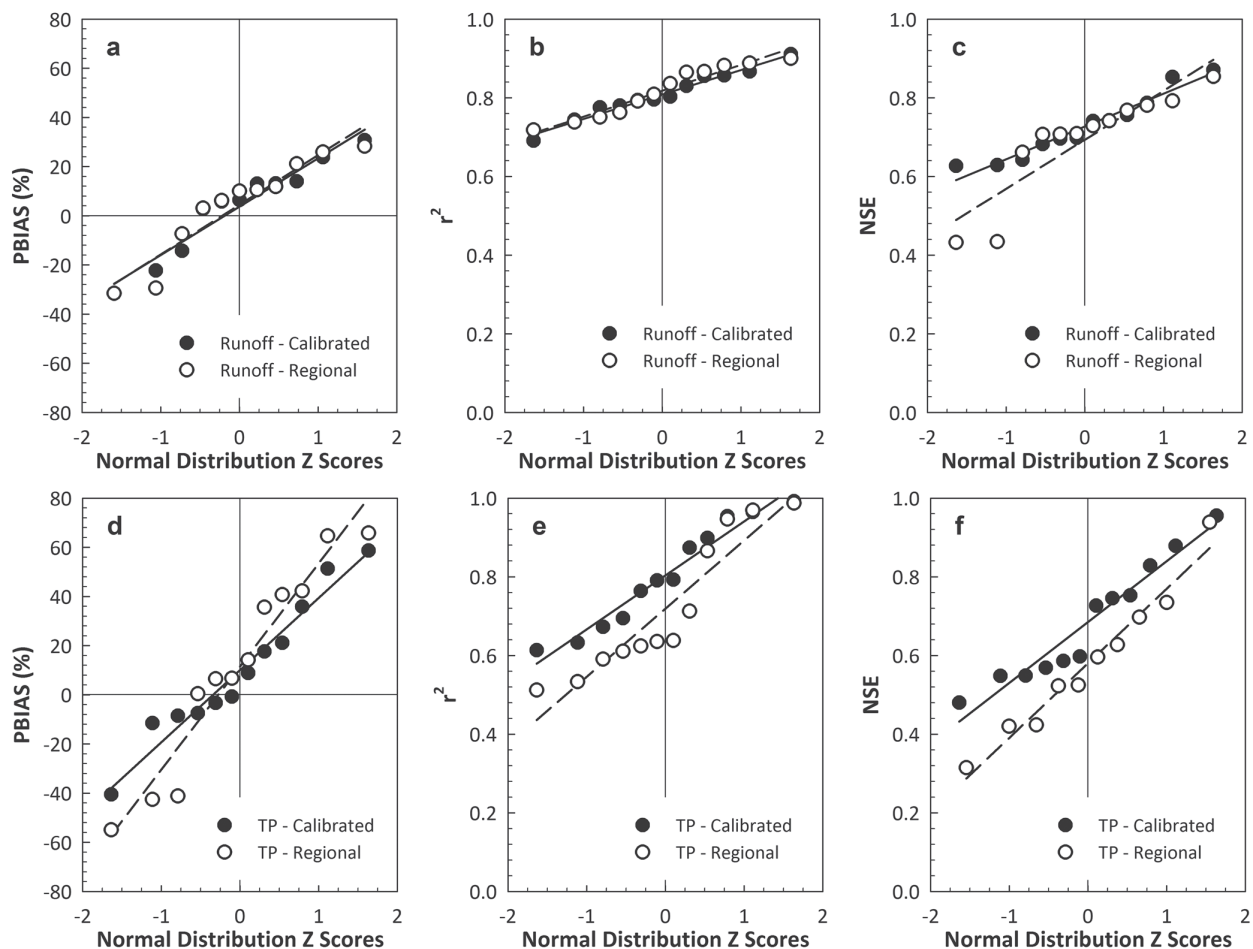 a
80
60
40
20
0
-20
-40
-60
-80
PBIAS (%)
Runoff - Calibrated
Runoff - Regional
-2 -1 0 1 2
Normal Distribution Z Scores
b
1.0
0.8
0.6
0.4
0.2
0.0
r²
Runoff - Calibrated
Runoff - Regional
-2 -1 0 1 2
Normal Distribution Z Scores
c
1.0
0.8
0.6
0.4
0.2
0.0
NSE
Runoff - Calibrated
Runoff - Regional
-2 -1 0 1 2
Normal Distribution Z Scores
d
80
60
40
20
0
-20
-40
-60
-80
PBIAS (%)
TP - Calibrated
TP - Regional
-2 -1 0 1 2
Normal Distribution Z Scores
e
1.0
0.8
0.6
0.4
0.2
0.0
r²
TP - Calibrated
TP - Regional
-2 -1 0 1 2
Normal Distribution Z Scores
f
1.0
0.8
0.6
0.4
0.2
0.0
NSE
TP - Calibrated
TP - Regional
-2 -1 0 1 2
Normal Distribution Z Scores